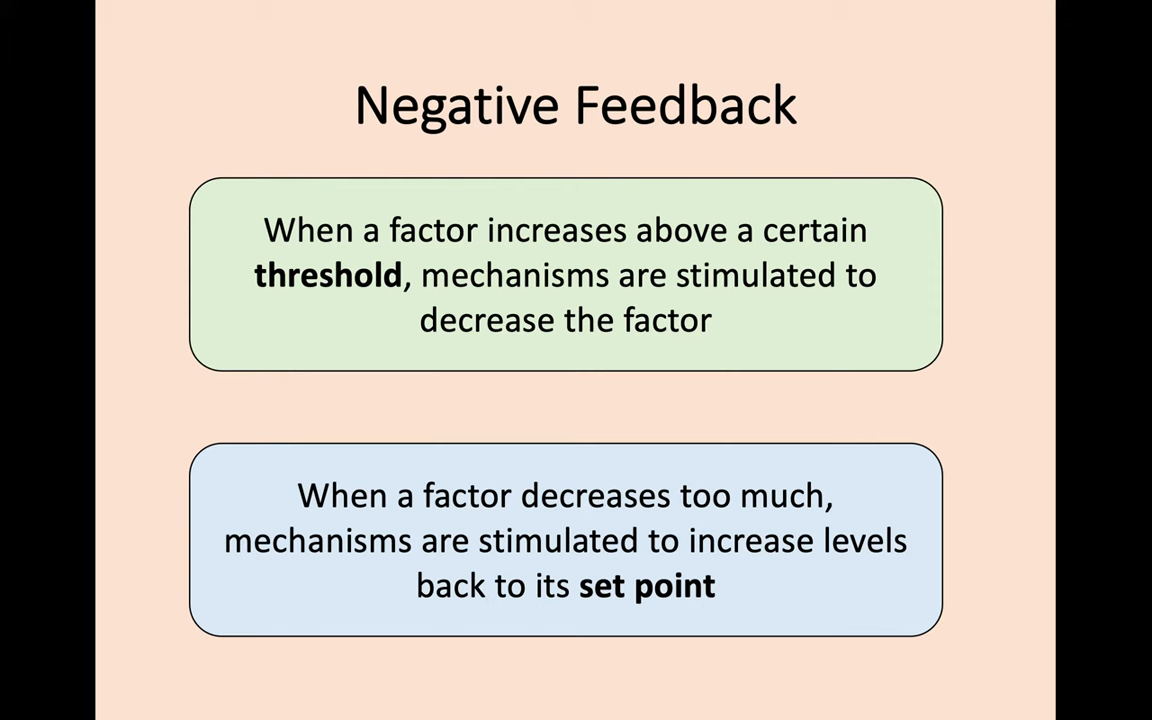 Negative Feedback
When a factor increases above a certain
threshold, mechanisms are stimulated to
decrease the factor
When a factor decreases too much,
mechanisms are stimulated to increase levels
back to its set point